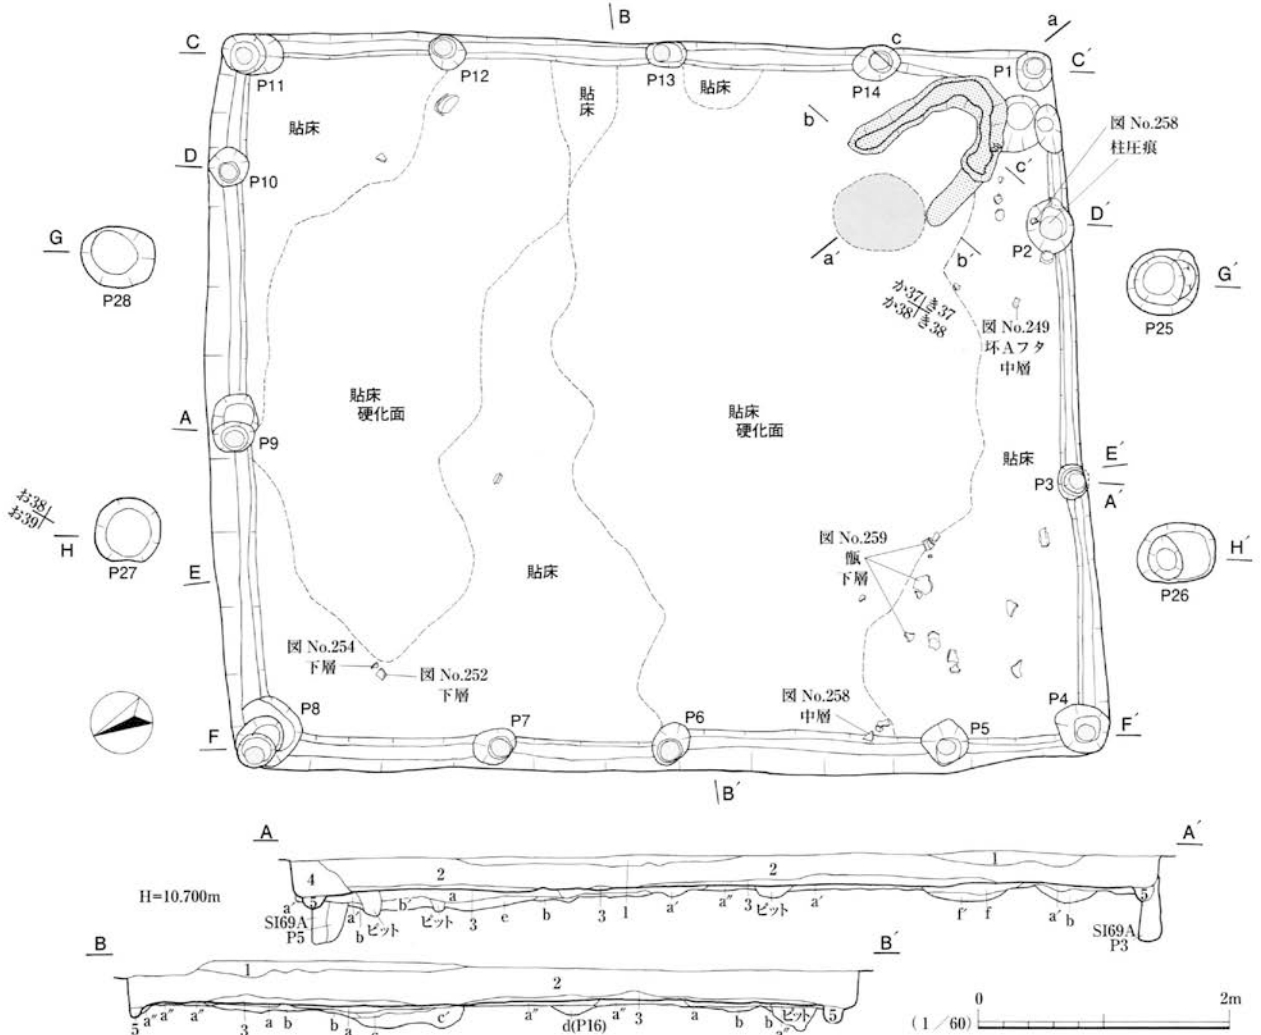 B
a
C
P11
P12
P13
C
P14
P1
C´
貼床
貼床
貼床
b
図 No.258
柱圧痕
D
P10
c´
D´
P2
G
P28
a´
b´
G´
P25
か37
か38
き37
き38
図 No.249
坏Aフタ
中層
貼床
硬化面
貼床
硬化面
A
P9
貼床
E´
P3
A´
お38
お39
H
P27
図 No.259
甑
下層
H´
P26
E
貼床
図 No.254
下層
図 No.252
下層
図 No.258
中層
P8
P7
P6
P5
P4
F
F´
B´
A
A´
H=10.700m
4
2
2
1
5
a´
SI69A
P5
a´
b
ピット
b´
ピット
a
3
e
b
3
1
a´
a″
3
ピット
a´
f´
f
a´
b
5
SI69A
P3
B
B´
1
2
5
a″
a″
a″
3
a
b
b
a
c´
a″
d(P16)
a″
3
a
b
b
ピット
a″
5
0
2m
(1/60)